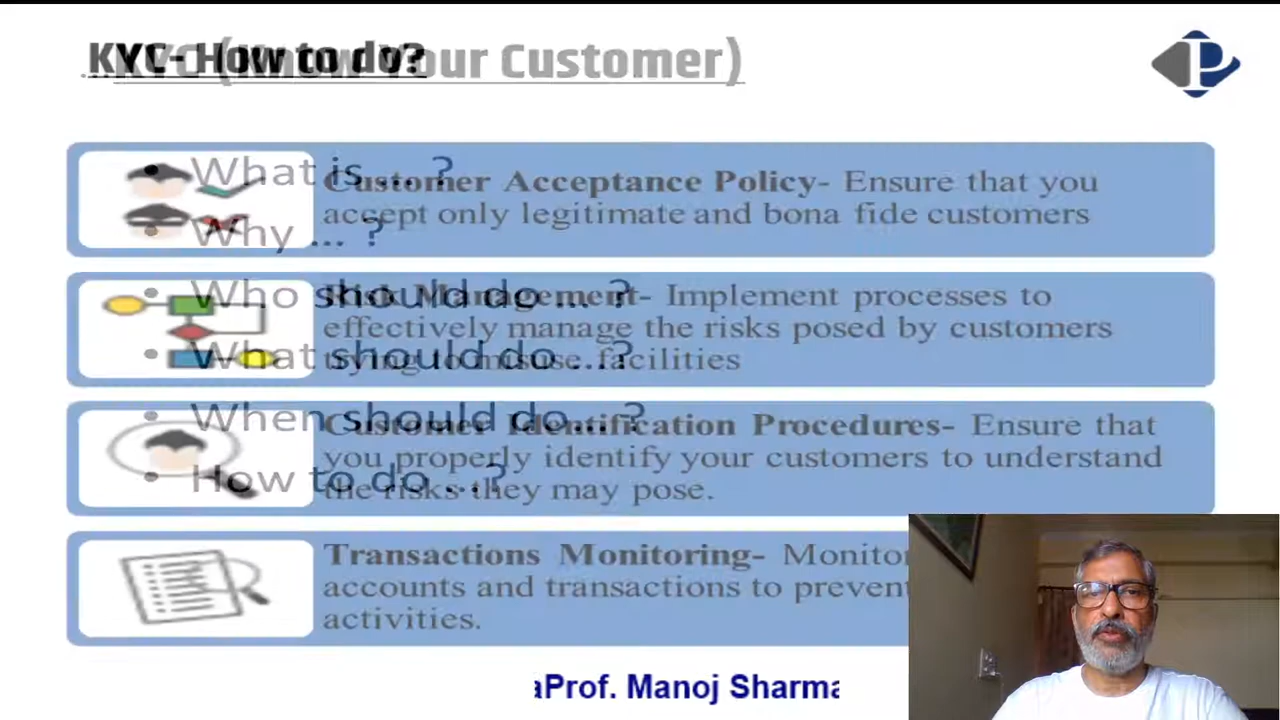 KYC- How to do?
KYC (Know Your Customer)
• What is ... ?
• Why ... ?
• Who should do ... ?
• What should do ...?
• When should do... ?
• How to do ...?
Customer Acceptance Policy- Ensure that you
accept only legitimate and bona fide customers
Risk Management- Implement processes to
effectively manage the risks posed by customers
trying to misuse facilities
Customer Identification Procedures- Ensure that
you properly identify your customers to understand
the risks they may pose.
Transactions Monitoring- Monitor
accounts and transactions to prevent
activities.
aProf. Manoj Sharma